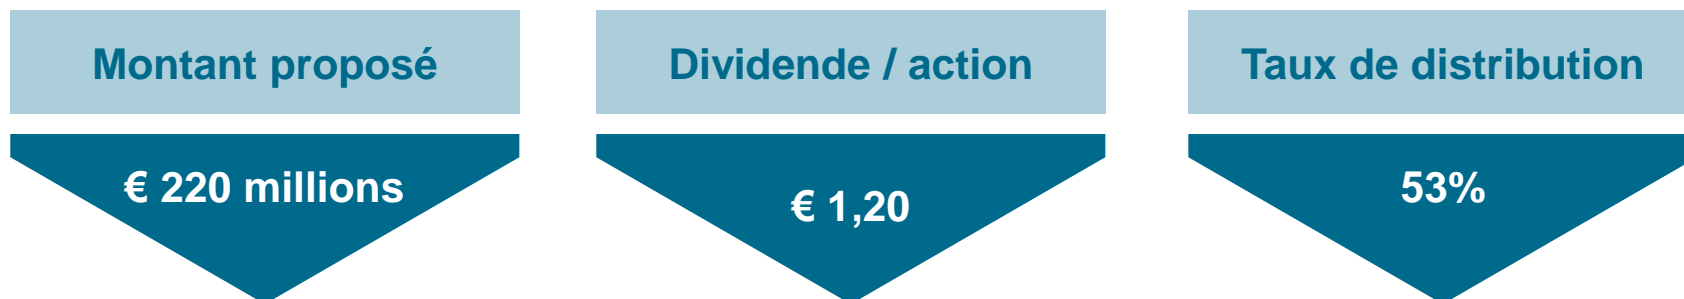 Montant proposé
€ 220 millions
Dividende / action
€ 1,20
Taux de distribution
53%